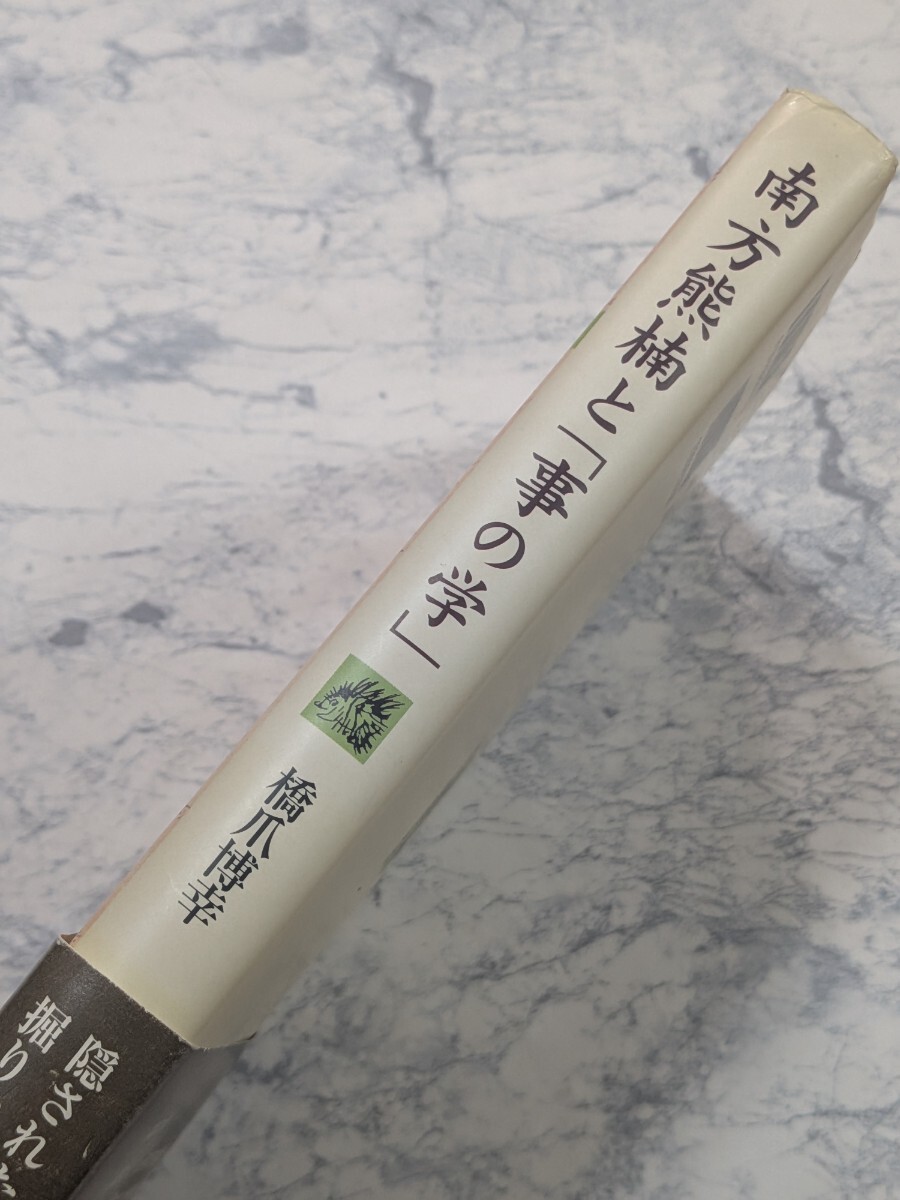 南方熊楠と「事の学」
橋爪博幸
隠され
掘り